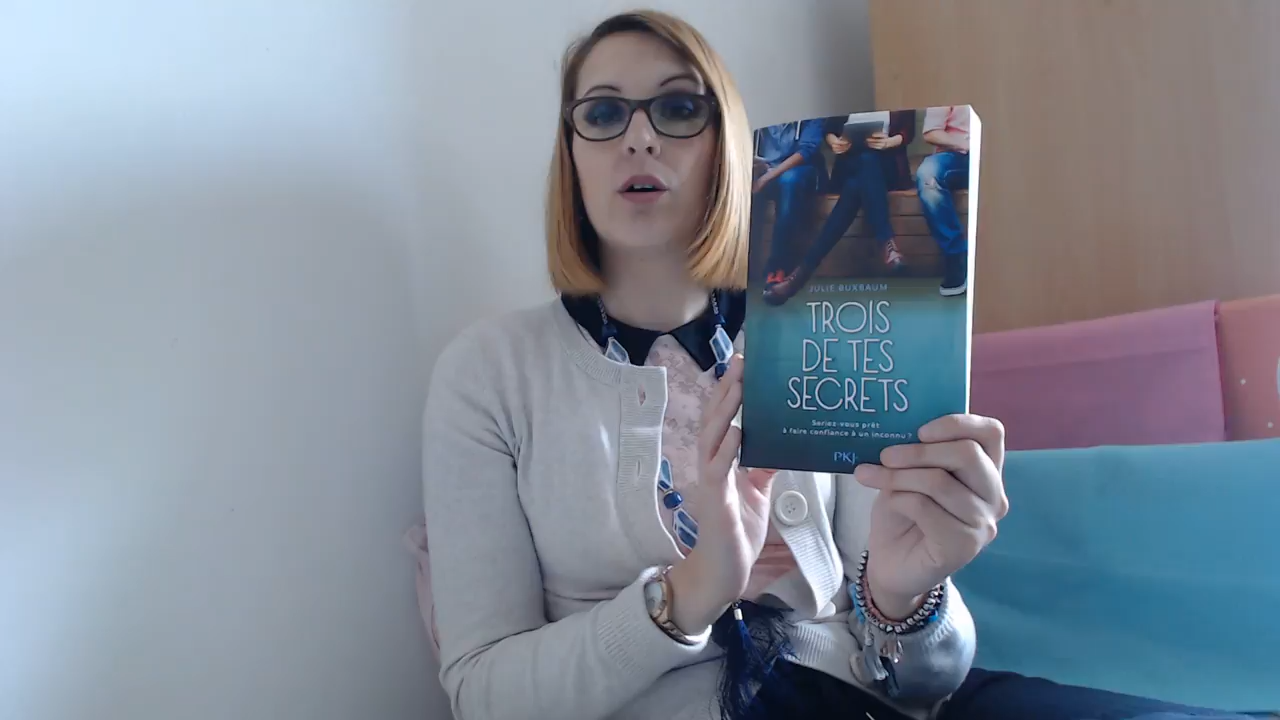 JULIE BUXBAUM
TROIS
DE TES
SECRETS
Seriez-vous prêt
à faire confiance à un inconnu ?
PKJ·